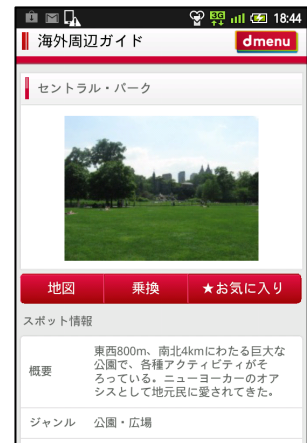 3G 18:44
海外周辺ガイド dmenu
セントラル・パーク
地図 乗換 ★お気に入り
スポット情報
概要
東西800m、南北4kmにわたる巨大な
公園で、各種アクティビティがそ
ろっている。ニューヨーカーのオア
シスとして地元民に愛されてきた。
ジャンル 公園・広場